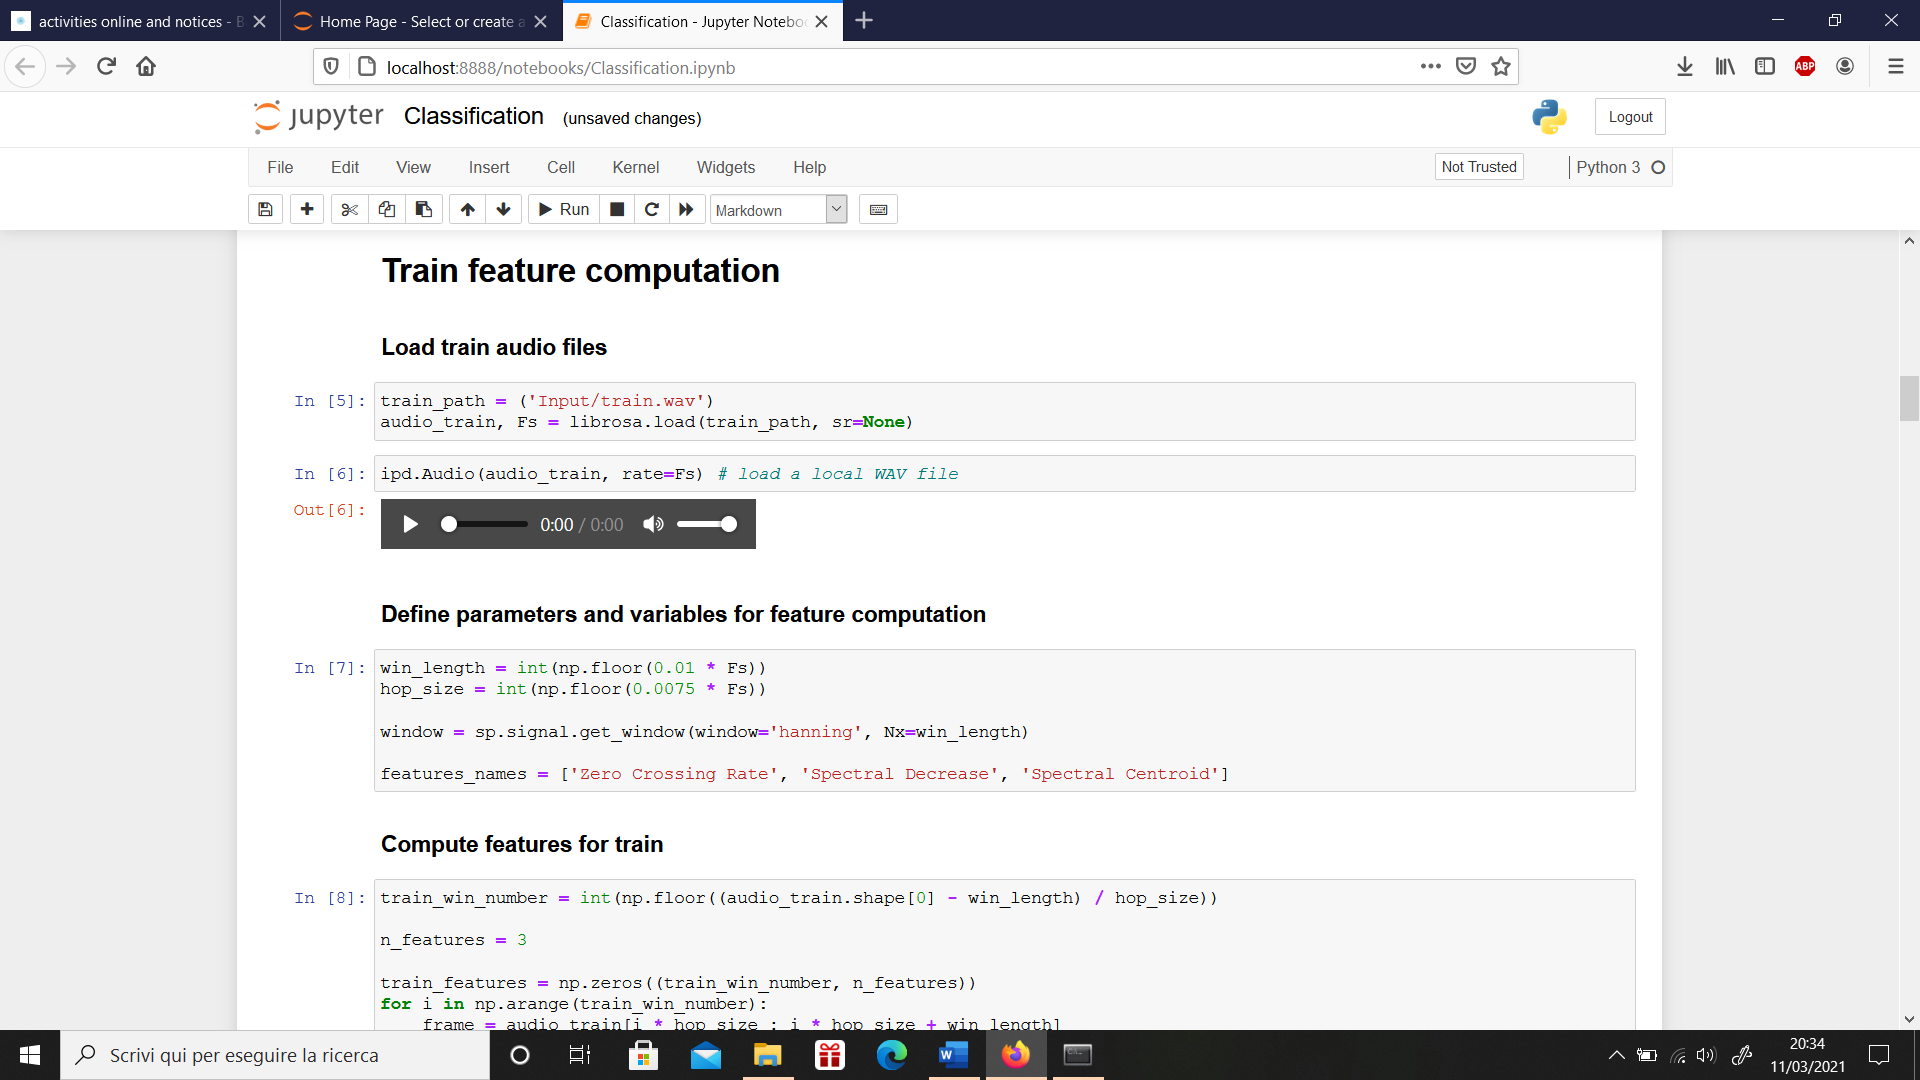 activities online and notices - B
Home Page - Select or create a
Classification - Jupyter Notebo
localhost:8888/notebooks/Classification.ipynb
ABP
jupyter Classification (unsaved changes)
Logout
File Edit View Insert Cell Kernel Widgets Help
Not Trusted
Python 3
Run
Markdown
Train feature computation
Load train audio files
In [5]: train_path = ('Input/train.wav')
audio_train, Fs = librosa.load(train_path, sr=None)
In [6]: ipd.Audio(audio_train, rate=Fs) # load a local WAV file
Out[6]:
0:00 / 0:00
Define parameters and variables for feature computation
In [7]: win_length = int(np.floor(0.01 * Fs))
hop_size = int(np.floor(0.0075 * Fs))
window = sp.signal.get_window(window='hanning', Nx=win_length)
features_names = ['Zero Crossing Rate', 'Spectral Decrease', 'Spectral Centroid']
Compute features for train
In [8]: train_win_number = int(np.floor((audio_train.shape[0] - win_length) / hop_size))
n_features = 3
train_features = np.zeros((train_win_number, n_features))
for i in np.arange(train_win_number):
frame = audio_train[i * hop_size : i * hop_size + win_length]
Scrivi qui per eseguire la ricerca
W
20:34
11/03/2021